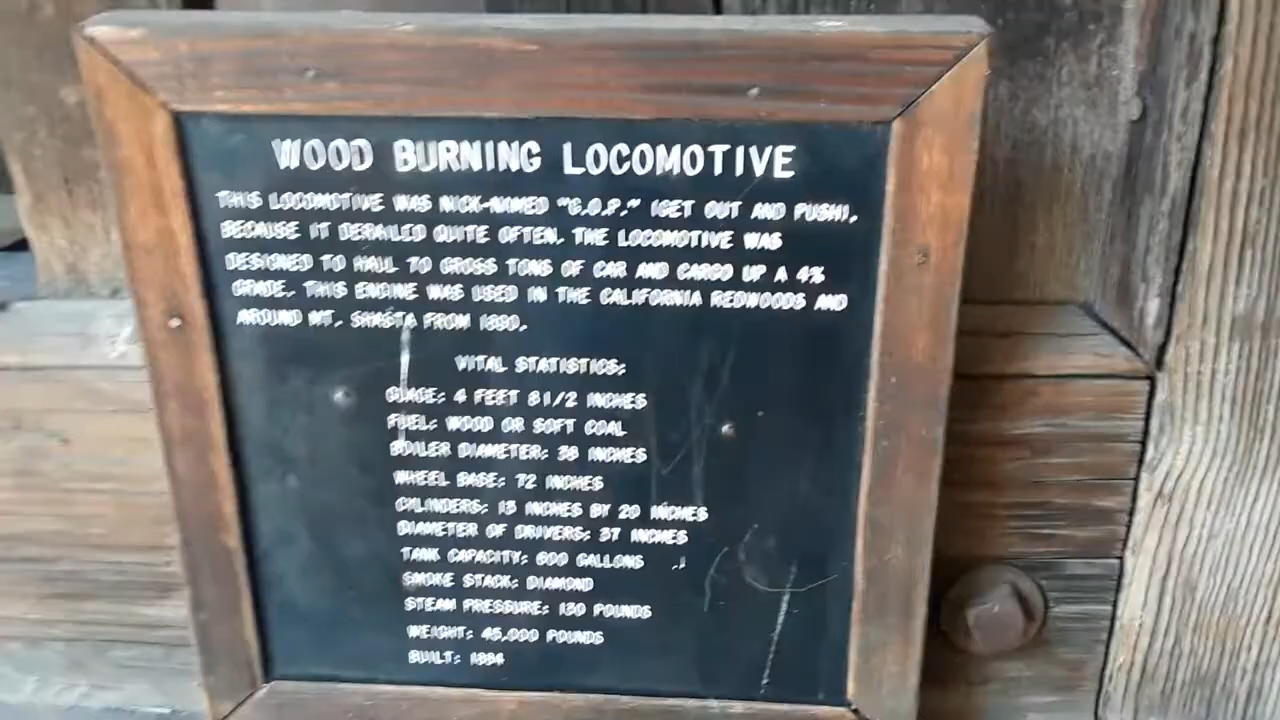 WOOD BURNING LOCOMOTIVE
THIS LOCOMOTIVE WAS NICK-NAMED "G.O.P." (GET OUT AND PUSH),
BECAUSE IT DERAILED QUITE OFTEN. THE LOCOMOTIVE WAS
DESIGNED TO HAUL TO GROSS TONS OF CAR AND CARGO UP A 4%
GRADE. THIS ENGINE WAS USED IN THE CALIFORNIA REDWOODS AND
AROUND MT. SHASTA FROM 1890.
VITAL STATISTICS:
GUAGE: 4 FEET 8 1/2 INCHES
FUEL: WOOD OR SOFT COAL
BOILER DIAMETER: 38 INCHES
WHEEL BASE: 72 INCHES
CYLINDERS: 13 INCHES BY 20 INCHES
DIAMETER OF DRIVERS: 37 INCHES
TANK CAPACITY: 600 GALLONS
SMOKE STACK: DIAMOND
STEAM PRESSURE: 130 POUNDS
WEIGHT: 45,000 POUNDS
BUILT: 1884